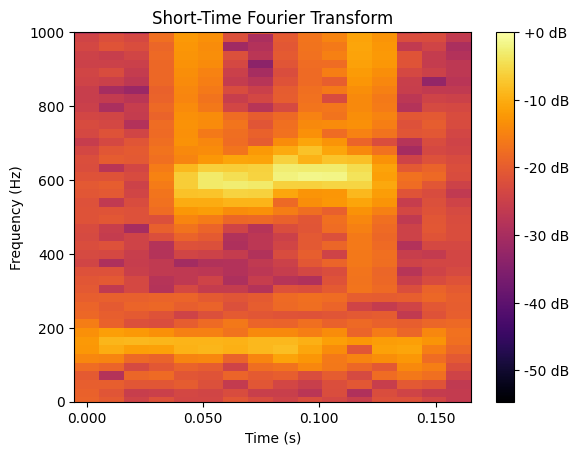 Short-Time Fourier Transform
1000
800
600
400
200
0
Frequency (Hz)
0.000
0.050
0.100
0.150
Time (s)
+0 dB
-10 dB
-20 dB
-30 dB
-40 dB
-50 dB